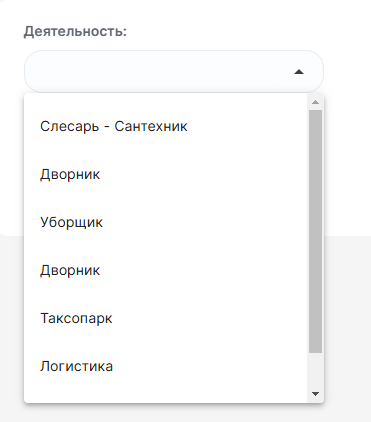 Деятельность:
Слесарь - Сантехник
Дворник
Уборщик
Дворник
Таксопарк
Логистика